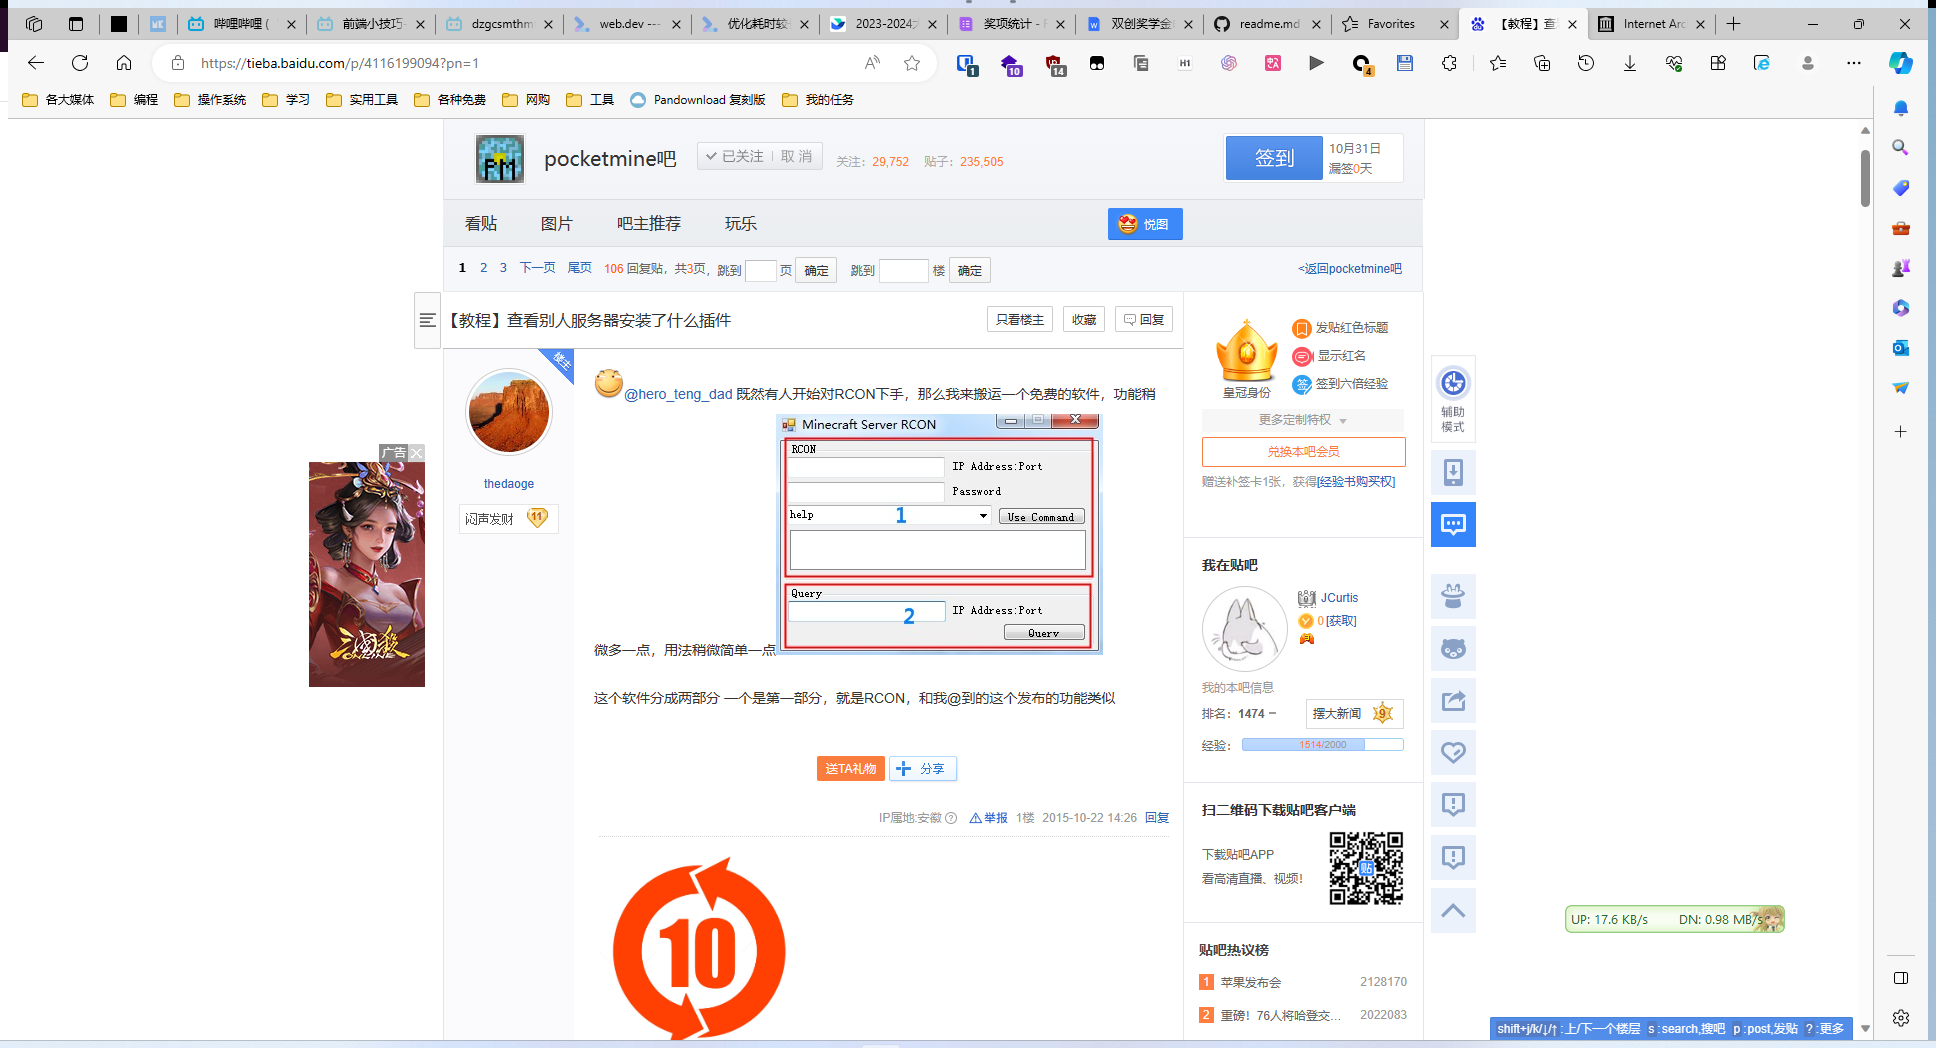 哔哩哔哩 (
前端小技巧
dzgcsmthm
web.dev ---
优化耗时较
2023-2024
奖项统计 -
双创奖学金
readme.md
Favorites
【教程】查
Internet Arc
https://tieba.baidu.com/p/4116199094?pn=1
1
10
14
H1
4
各大媒体
编程
操作系统
学习
实用工具
各种免费
网购
工具
Pandownload 复刻版
我的任务
PM
pocketmine吧
已关注 | 取 消
关注：29,752 贴子：235,505
签到
10月31日
漏签0天
看贴
图片
吧主推荐
玩乐
悦图
1 2 3 下一页 尾页 106 回复贴，共3页，跳到 页 确定 跳到 楼 确定
<返回pocketmine吧
【教程】查看别人服务器安装了什么插件
只看楼主
收藏
回复
楼主
thedaoge
闷声发财 11
@hero_teng_dad 既然有人开始对RCON下手，那么我来搬运一个免费的软件，功能稍
Minecraft Server RCON
RCON
IP Address:Port
Password
help
1
Use Command
Query
2
IP Address:Port
Query
微多一点，用法稍微简单一点
这个软件分成两部分 一个是第一部分，就是RCON，和我@到的这个发布的功能类似
送TA礼物
分享
IP属地:安徽 举报 1楼 2015-10-22 14:26 回复
10
广告
三国杀
ONLINE
皇冠身份
发贴红色标题
显示红名
签 签到六倍经验
更多定制特权
兑换本吧会员
赠送补签卡1张，获得[经验书购买权]
我在贴吧
JCurtis
0 [获取]
我的本吧信息
排名：1474
摆大新闻 9
经验：1514/2000
扫二维码下载贴吧客户端
下载贴吧APP
看高清直播、视频！
贴
贴吧热议榜
1 苹果发布会 2128170
2 重磅！76人将哈登交... 2022083
辅助
模式
UP: 17.6 KB/s DN: 0.98 MB/s
shift+j/k/↓/↑:上/下一个楼层 s:search,搜吧 p:post,发贴 ?:更多